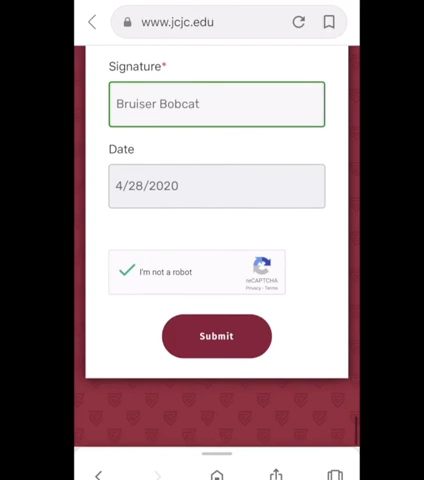 www.jcjc.edu
Signature*
Bruiser Bobcat
Date
4/28/2020
I'm not a robot
reCAPTCHA
Privacy - Terms
Submit